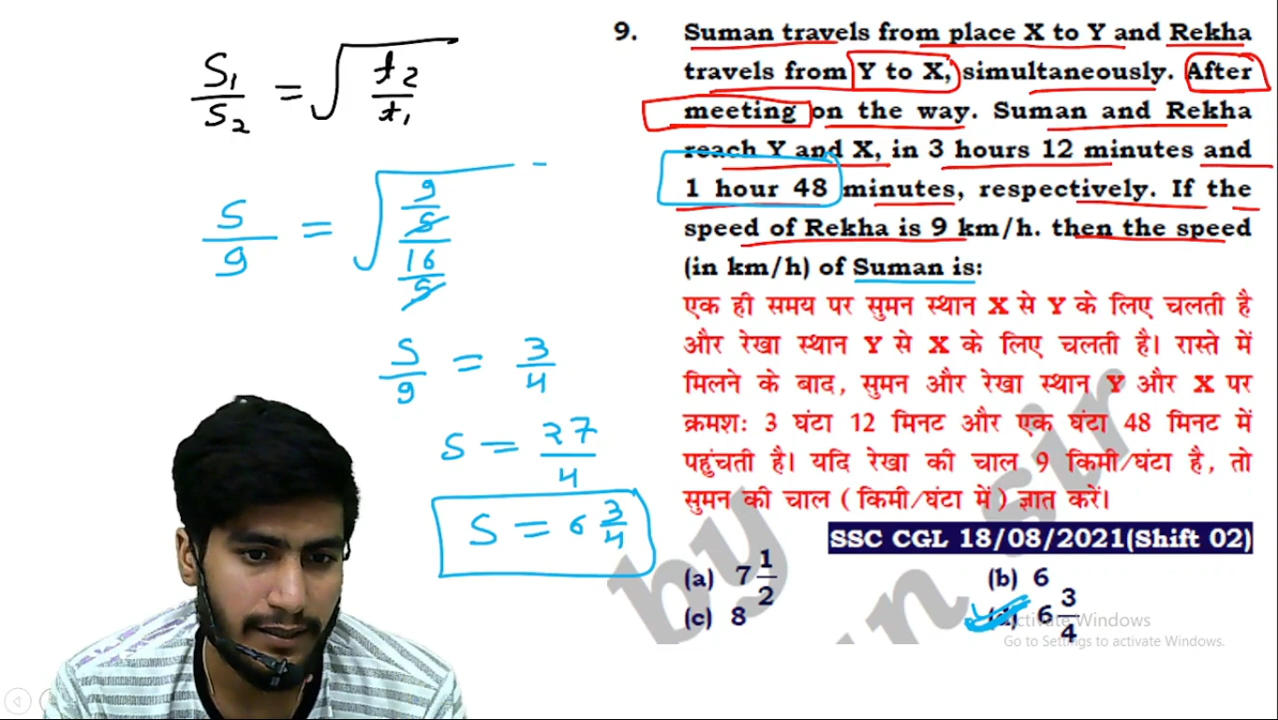 S₁/S₂ = √(t₂/t₁)
S/9 = √((9/5)/(16/5))
S/9 = 3/4
S = 27/4
S = 6 3/4
9. Suman travels from place X to Y and Rekha
travels from Y to X, simultaneously. After
meeting on the way. Suman and Rekha
reach Y and X, in 3 hours 12 minutes and
1 hour 48 minutes, respectively. If the
speed of Rekha is 9 km/h. then the speed
(in km/h) of Suman is:
एक ही समय पर सुमन स्थान X से Y के लिए चलती है
और रेखा स्थान Y से X के लिए चलती है। रास्ते में
मिलने के बाद, सुमन और रेखा स्थान Y और X पर
क्रमशः 3 घंटा 12 मिनट और एक घंटा 48 मिनट में
पहुंचती है। यदि रेखा की चाल 9 किमी/घंटा है, तो
सुमन की चाल (किमी/घंटा में) ज्ञात करें।
SSC CGL 18/08/2021(Shift 02)
(a) 7 1/2 (b) 6
(c) 8 (d) 6 3/4
Activate Windows
Go to Settings to activate Windows.
by
sir